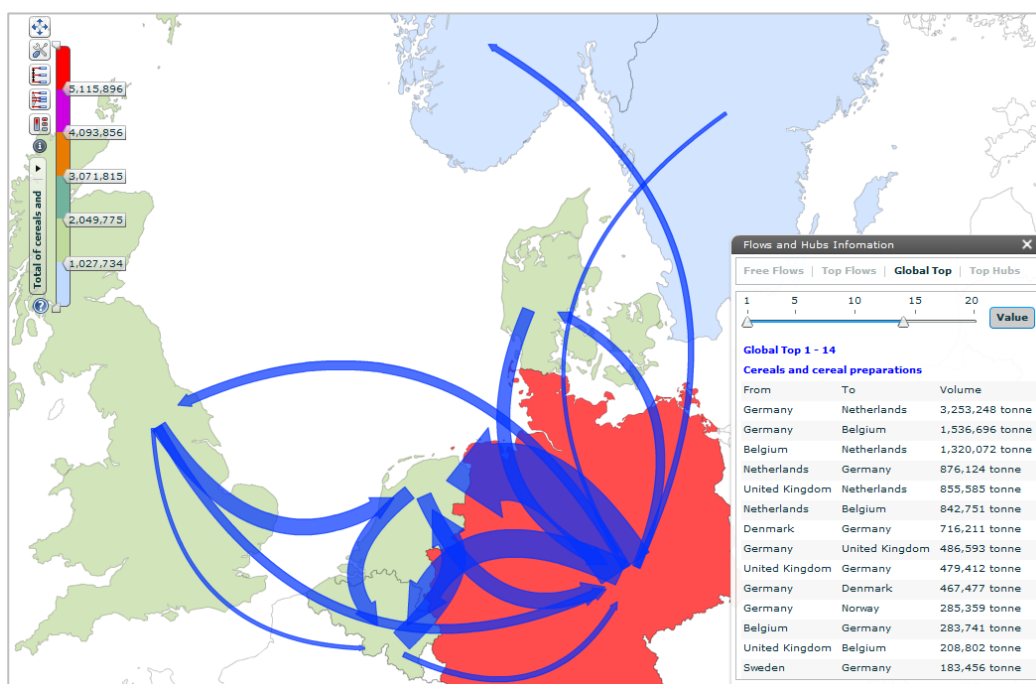 5,115,896
4,093,856
3,071,815
2,049,775
1,027,734
Total of cereals and
Flows and Hubs Infomation
Free Flows | Top Flows | Global Top | Top Hubs
1 5 10 15 20
Value
Global Top 1 - 14
Cereals and cereal preparations
From To Volume
Germany Netherlands 3,253,248 tonne
Germany Belgium 1,536,696 tonne
Belgium Netherlands 1,320,072 tonne
Netherlands Germany 876,124 tonne
United Kingdom Netherlands 855,585 tonne
Netherlands Belgium 842,751 tonne
Denmark Germany 716,211 tonne
Germany United Kingdom 486,593 tonne
United Kingdom Germany 479,412 tonne
Germany Denmark 467,477 tonne
Germany Norway 285,359 tonne
Belgium Germany 283,741 tonne
United Kingdom Belgium 208,802 tonne
Sweden Germany 183,456 tonne